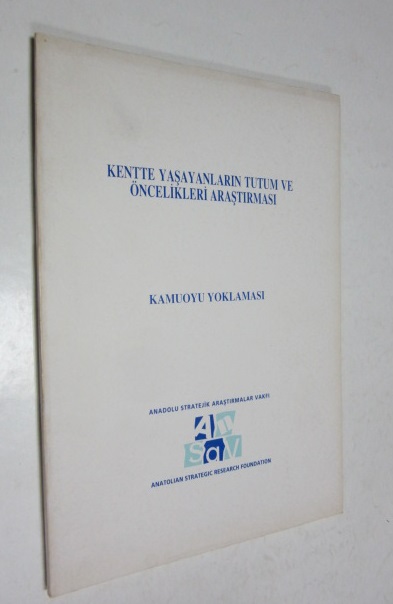 KENTTE YAŞAYANLARIN TUTUM VE
ÖNCELİKLERİ ARAŞTIRMASI
KAMUOYU YOKLAMASI
ANADOLU STRATEJİK ARAŞTIRMALAR VAKFI
An
SaV
ANATOLIAN STRATEGIC RESEARCH FOUNDATION